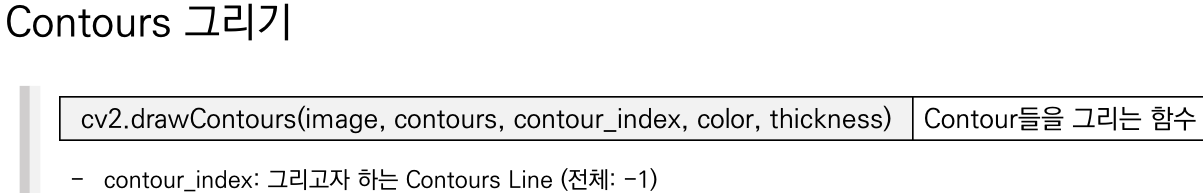 Contours 그리기
cv2.drawContours(image, contours, contour_index, color, thickness) Contour들을 그리는 함수
- contour_index: 그리고자 하는 Contours Line (전체: -1)